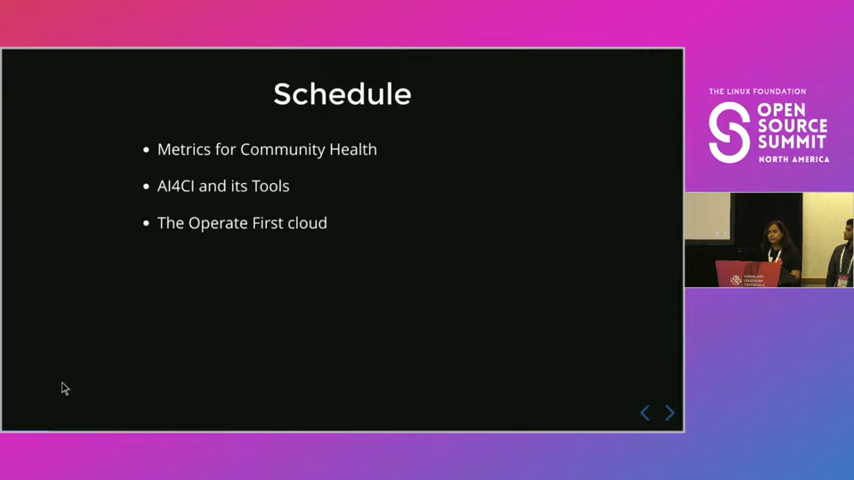 Schedule
• Metrics for Community Health
• AI4CI and its Tools
• The Operate First cloud
THE LINUX FOUNDATION
OPEN
SOURCE
SUMMIT
NORTH AMERICA